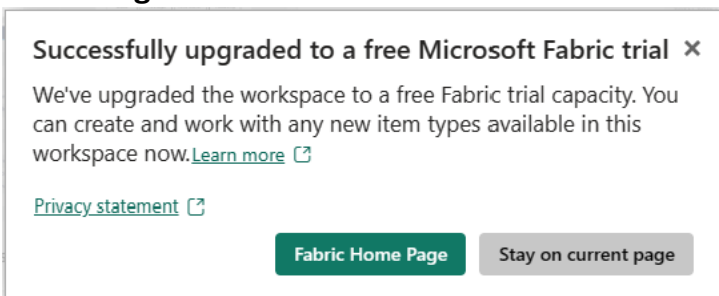 Successfully upgraded to a free Microsoft Fabric trial
We've upgraded the workspace to a free Fabric trial capacity. You
can create and work with any new item types available in this
workspace now. Learn more
Privacy statement
Fabric Home Page
Stay on current page